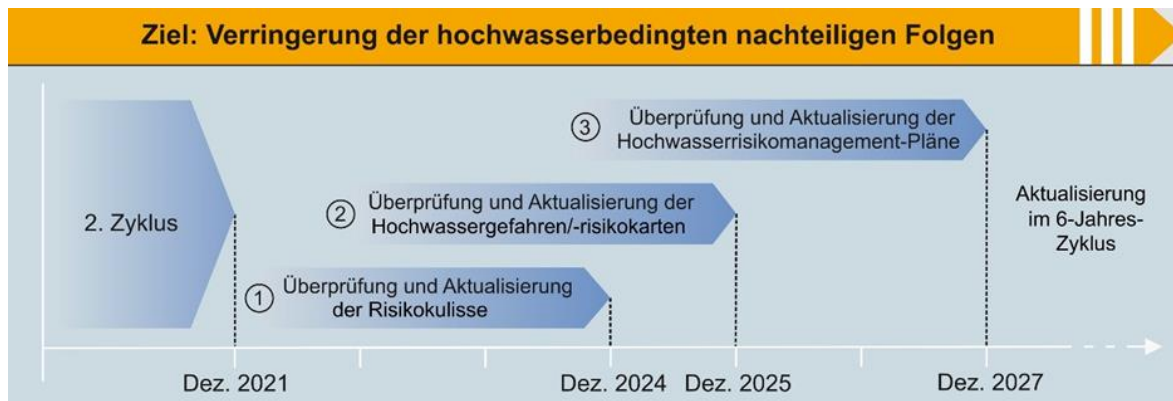 Ziel: Verringerung der hochwasserbedingten nachteiligen Folgen
3
Überprüfung und Aktualisierung der
Hochwasserrisikomanagement-Pläne
2. Zyklus
2
Überprüfung und Aktualisierung der
Hochwassergefahren/-risikokarten
Aktualisierung
im 6-Jahres-
Zyklus
1
Überprüfung und Aktualisierung
der Risikokulisse
Dez. 2021
Dez. 2024
Dez. 2025
Dez. 2027